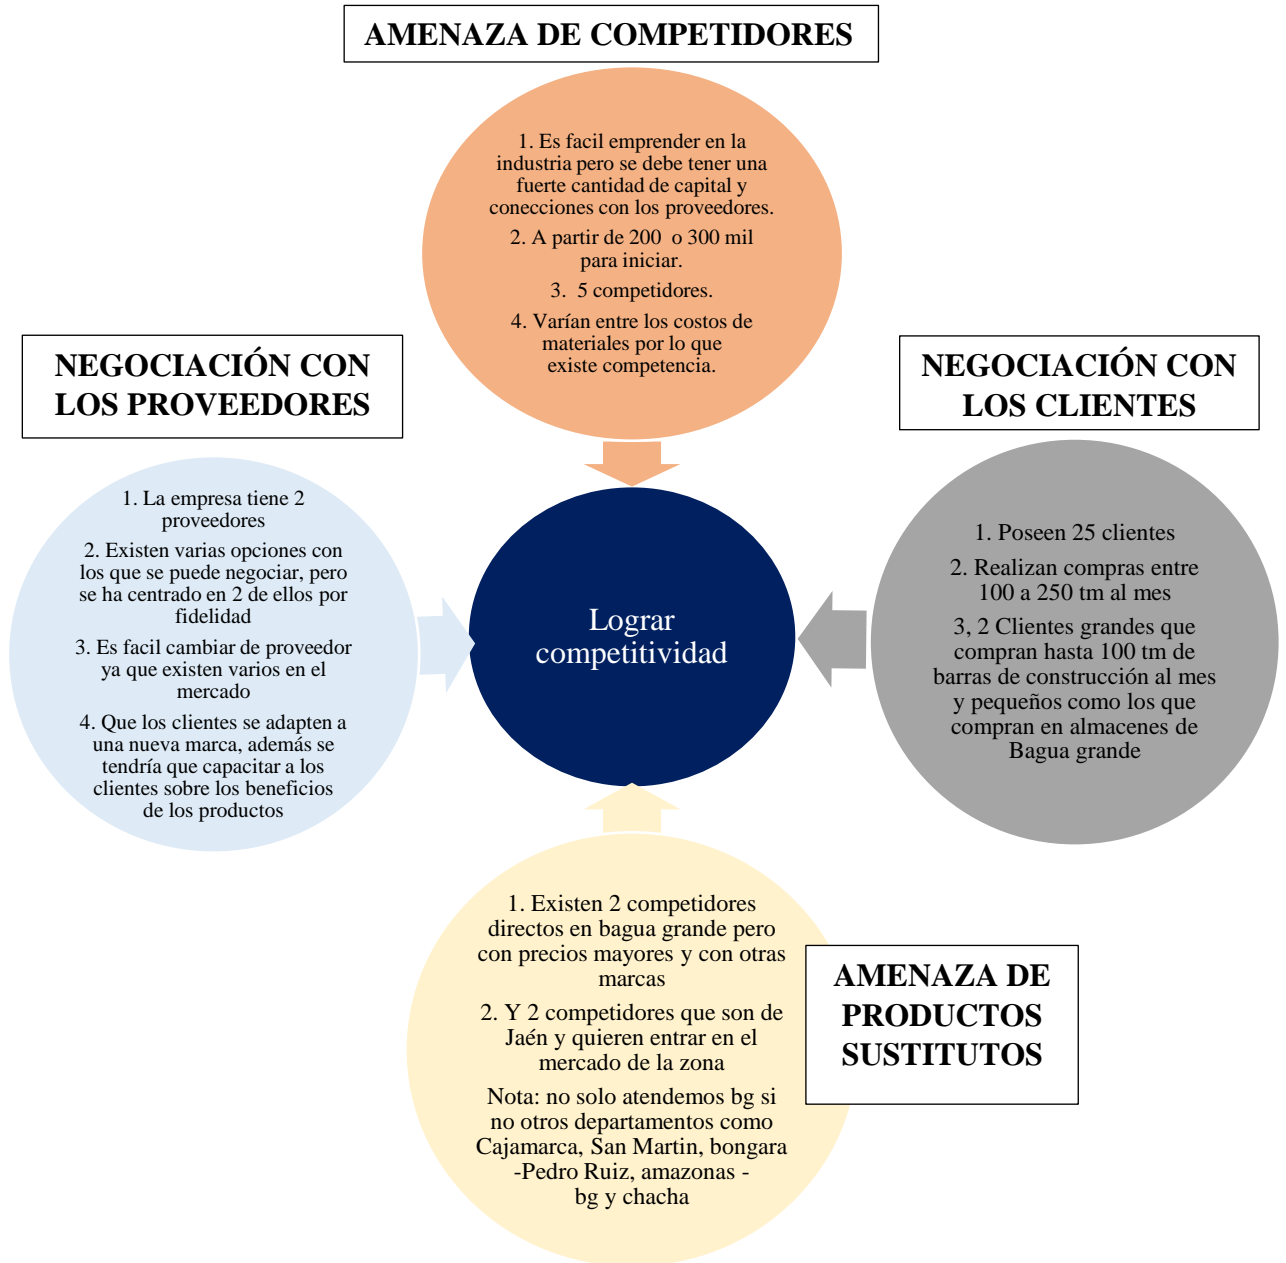 AMENAZA DE COMPETIDORES
1. Es facil emprender en la
industria pero se debe tener una
fuerte cantidad de capital y
conecciones con los proveedores.
2. A partir de 200 o 300 mil
para iniciar.
3. 5 competidores.
4. Varían entre los costos de
materiales por lo que
existe competencia.
NEGOCIACIÓN CON
LOS PROVEEDORES
1. La empresa tiene 2
proveedores
2. Existen varias opciones con
los que se puede negociar, pero
se ha centrado en 2 de ellos por
fidelidad
3. Es facil cambiar de proveedor
ya que existen varios en el
mercado
4. Que los clientes se adapten a
una nueva marca, además se
tendría que capacitar a los
clientes sobre los beneficios
de los productos
Lograr
competitividad
NEGOCIACIÓN CON
LOS CLIENTES
1. Poseen 25 clientes
2. Realizan compras entre
100 a 250 tm al mes
3, 2 Clientes grandes que
compran hasta 100 tm de
barras de construcción al mes
y pequeños como los que
compran en almacenes de
Bagua grande
1. Existen 2 competidores
directos en bagua grande pero
con precios mayores y con otras
marcas
2. Y 2 competidores que son de
Jaén y quieren entrar en el
mercado de la zona
Nota: no solo atendemos bg si
no otros departamentos como
Cajamarca, San Martin, bongara
-Pedro Ruiz, amazonas -
bg y chacha
AMENAZA DE
PRODUCTOS
SUSTITUTOS